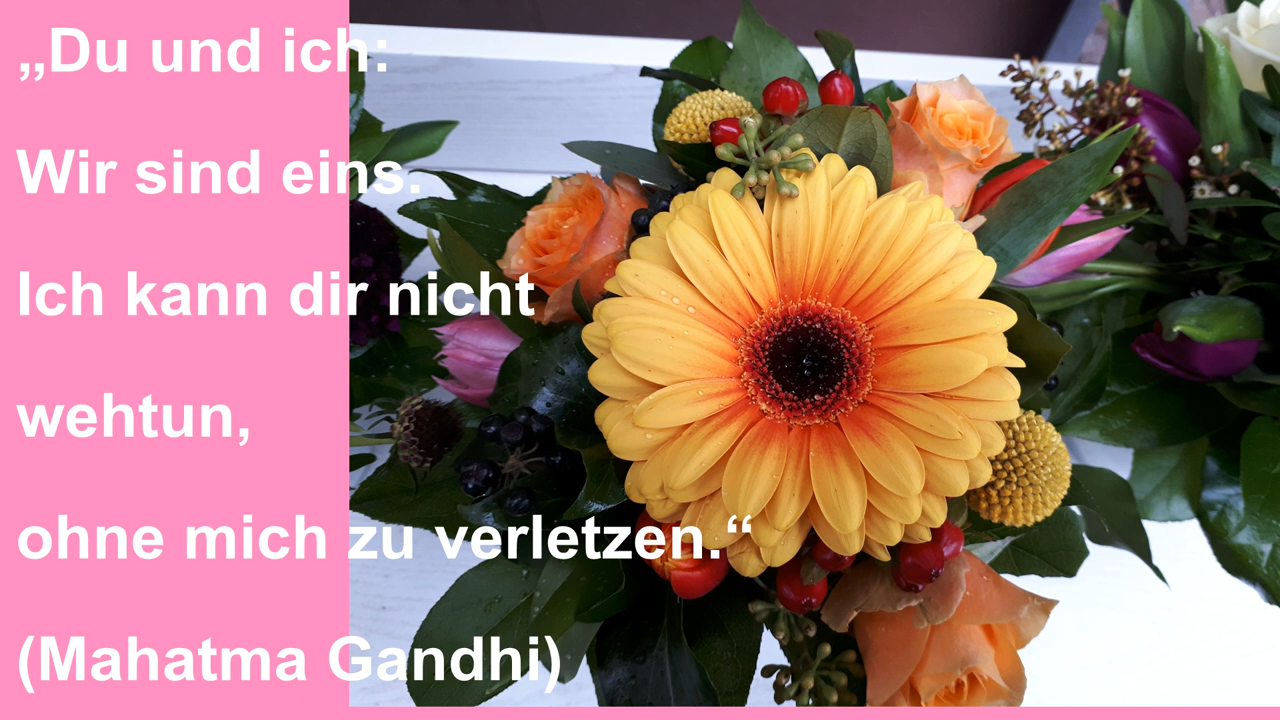 „Du und ich:
Wir sind eins.
Ich kann dir nicht
wehtun,
ohne mich zu verletzen.“
(Mahatma Gandhi)